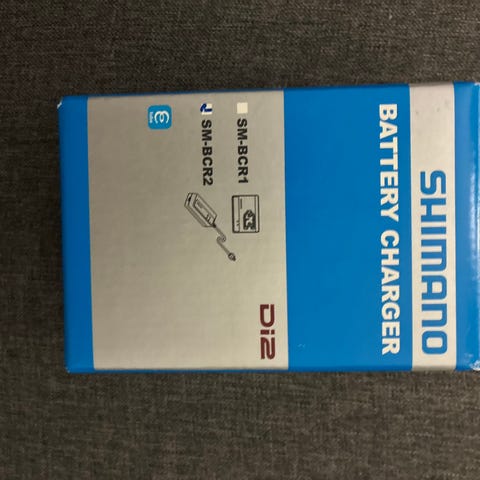 SHIMANO
BATTERY CHARGER
Di2
SM-BCR1
SM-BCR2